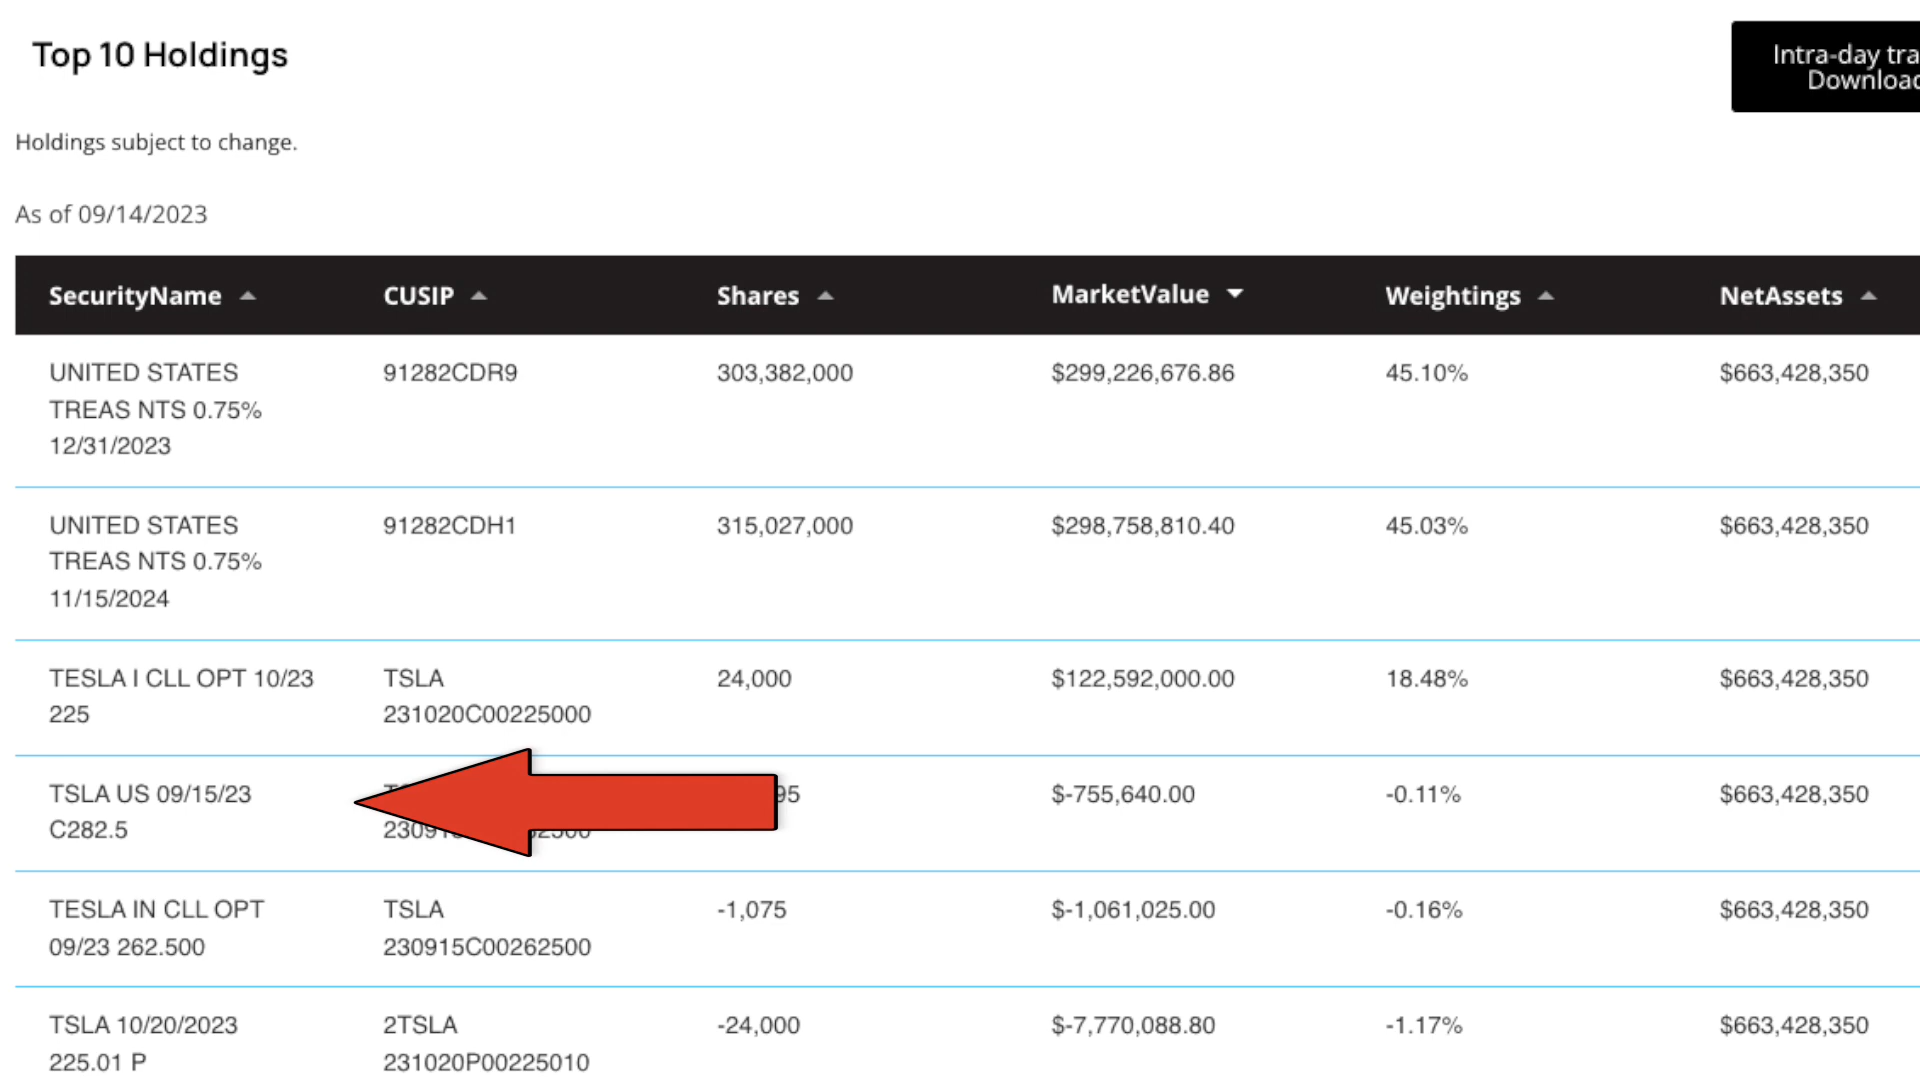 Top 10 Holdings
Intra-day
Holdings subject to change.
As of 09/14/2023
SecurityName CUSIP Shares MarketValue Weightings NetAssets
UNITED STATES 91282CDR9 303,382,000 $299,226,676.86 45.10% $663,428,350
TREAS NTS 0.75%
12/31/2023
UNITED STATES 91282CDH1 315,027,000 $298,758,810.40 45.03% $663,428,350
TREAS NTS 0.75%
11/15/2024
TESLA I CLL OPT 10/23 TSLA 24,000 $122,592,000.00 18.48% $663,428,350
225 231020C00225000
TSLA US 09/15/23 $-755,640.00 -0.11% $663,428,350
C282.5
TESLA IN CLL OPT TSLA -1,075 $-1,061,025.00 -0.16% $663,428,350
09/23 262.500 230915C00262500
TSLA 10/20/2023 2TSLA -24,000 $-7,770,088.80 -1.17% $663,428,350
225.01 P 231020P00225010